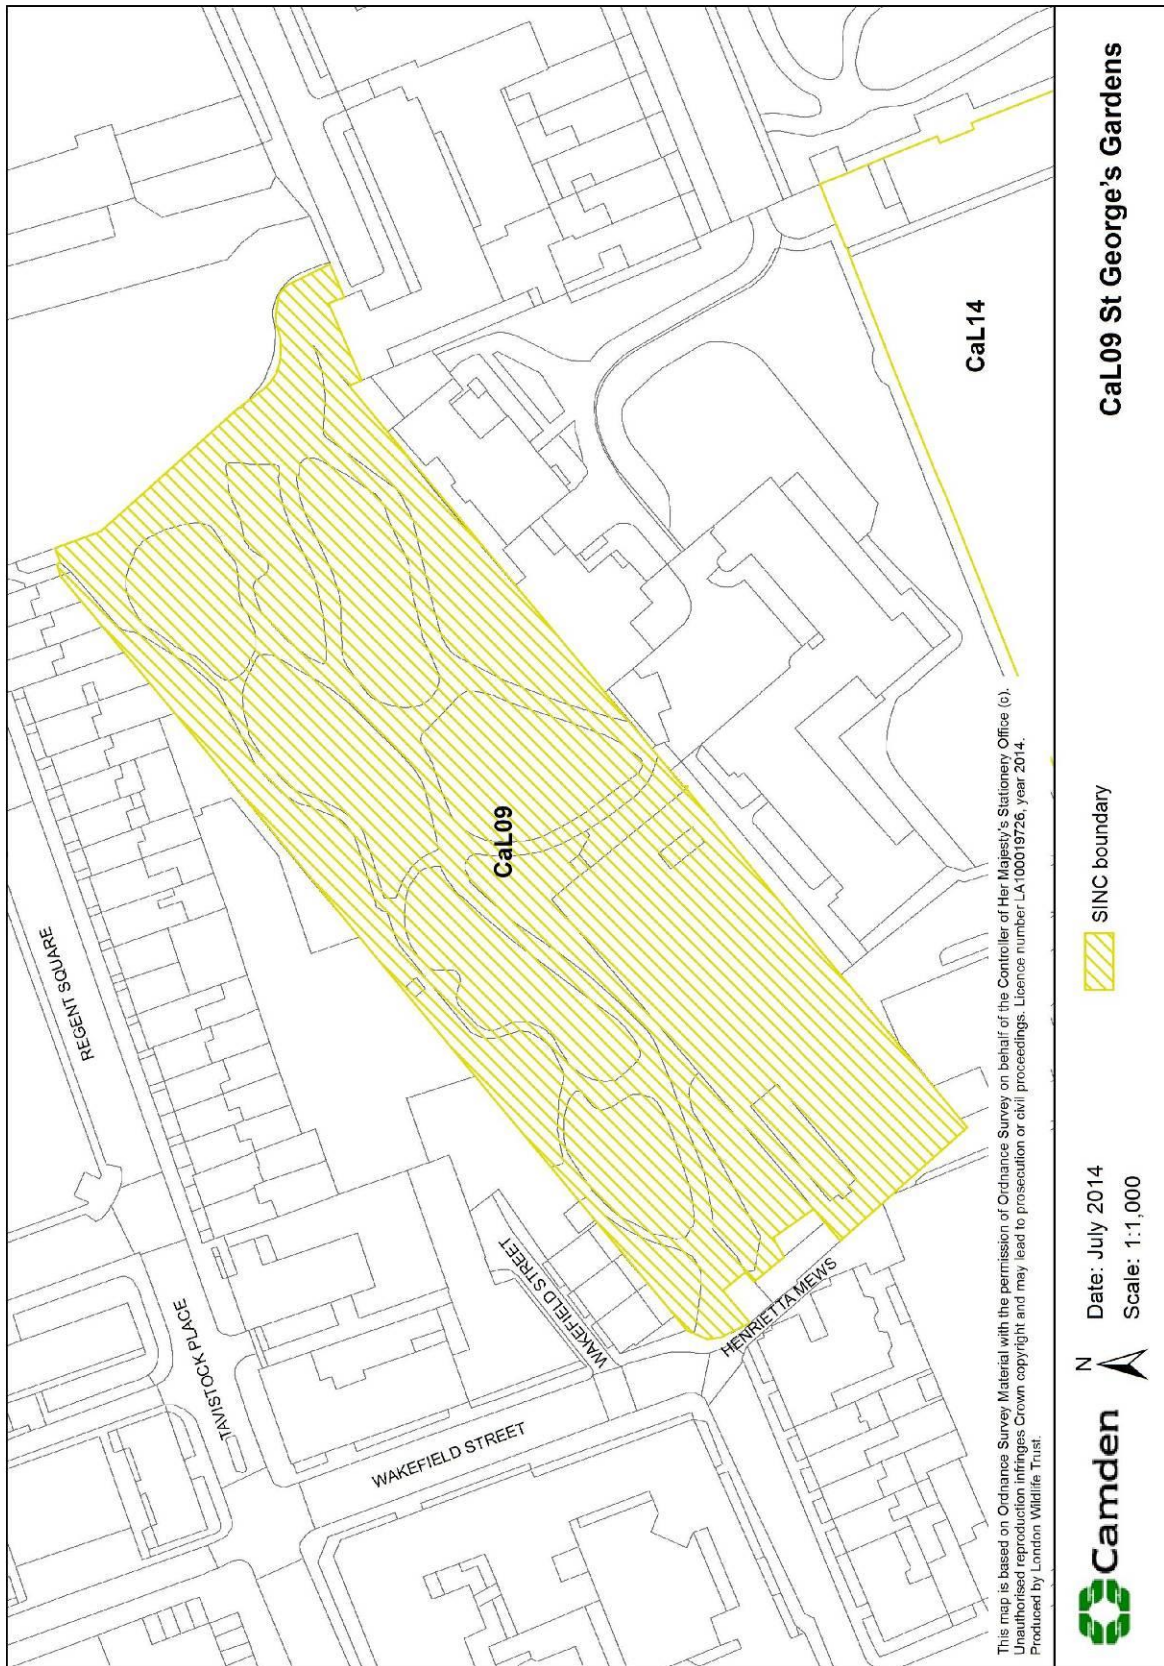 REGENT SQUARE
TAVISTOCK PLACE
WAKEFIELD STREET
WAKEFIELD STREET
HENRIETTA MEWS
CaL09
CaL14
This map is based on Ordnance Survey Material with the permission of Ordnance Survey on behalf of the Controller of Her Majesty's Stationery Office (c).
Unauthorised reproduction infringes Crown copyright and may lead to prosecution or civil proceedings. Licence number LA100019726, year 2014.
Produced by London Wildlife Trust.
Camden
N
Date: July 2014
Scale: 1:1,000
SINC boundary
CaL09 St George's Gardens